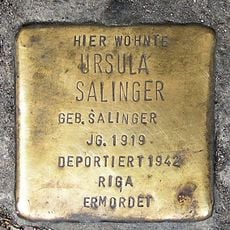 HIER WOHNTE
URSULA
SALINGER
GEB. SALINGER
JG. 1919
DEPORTIERT 1942
RIGA
ERMORDET